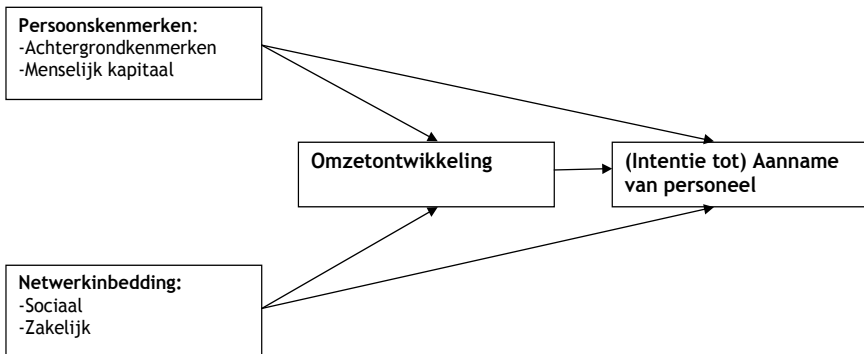 Persoonskenmerken:
-Achtergrondkenmerken
-Menselijk kapitaal
Omzetontwikkeling
(Intentie tot) Aanname
van personeel
Netwerkinbedding:
-Sociaal
-Zakelijk